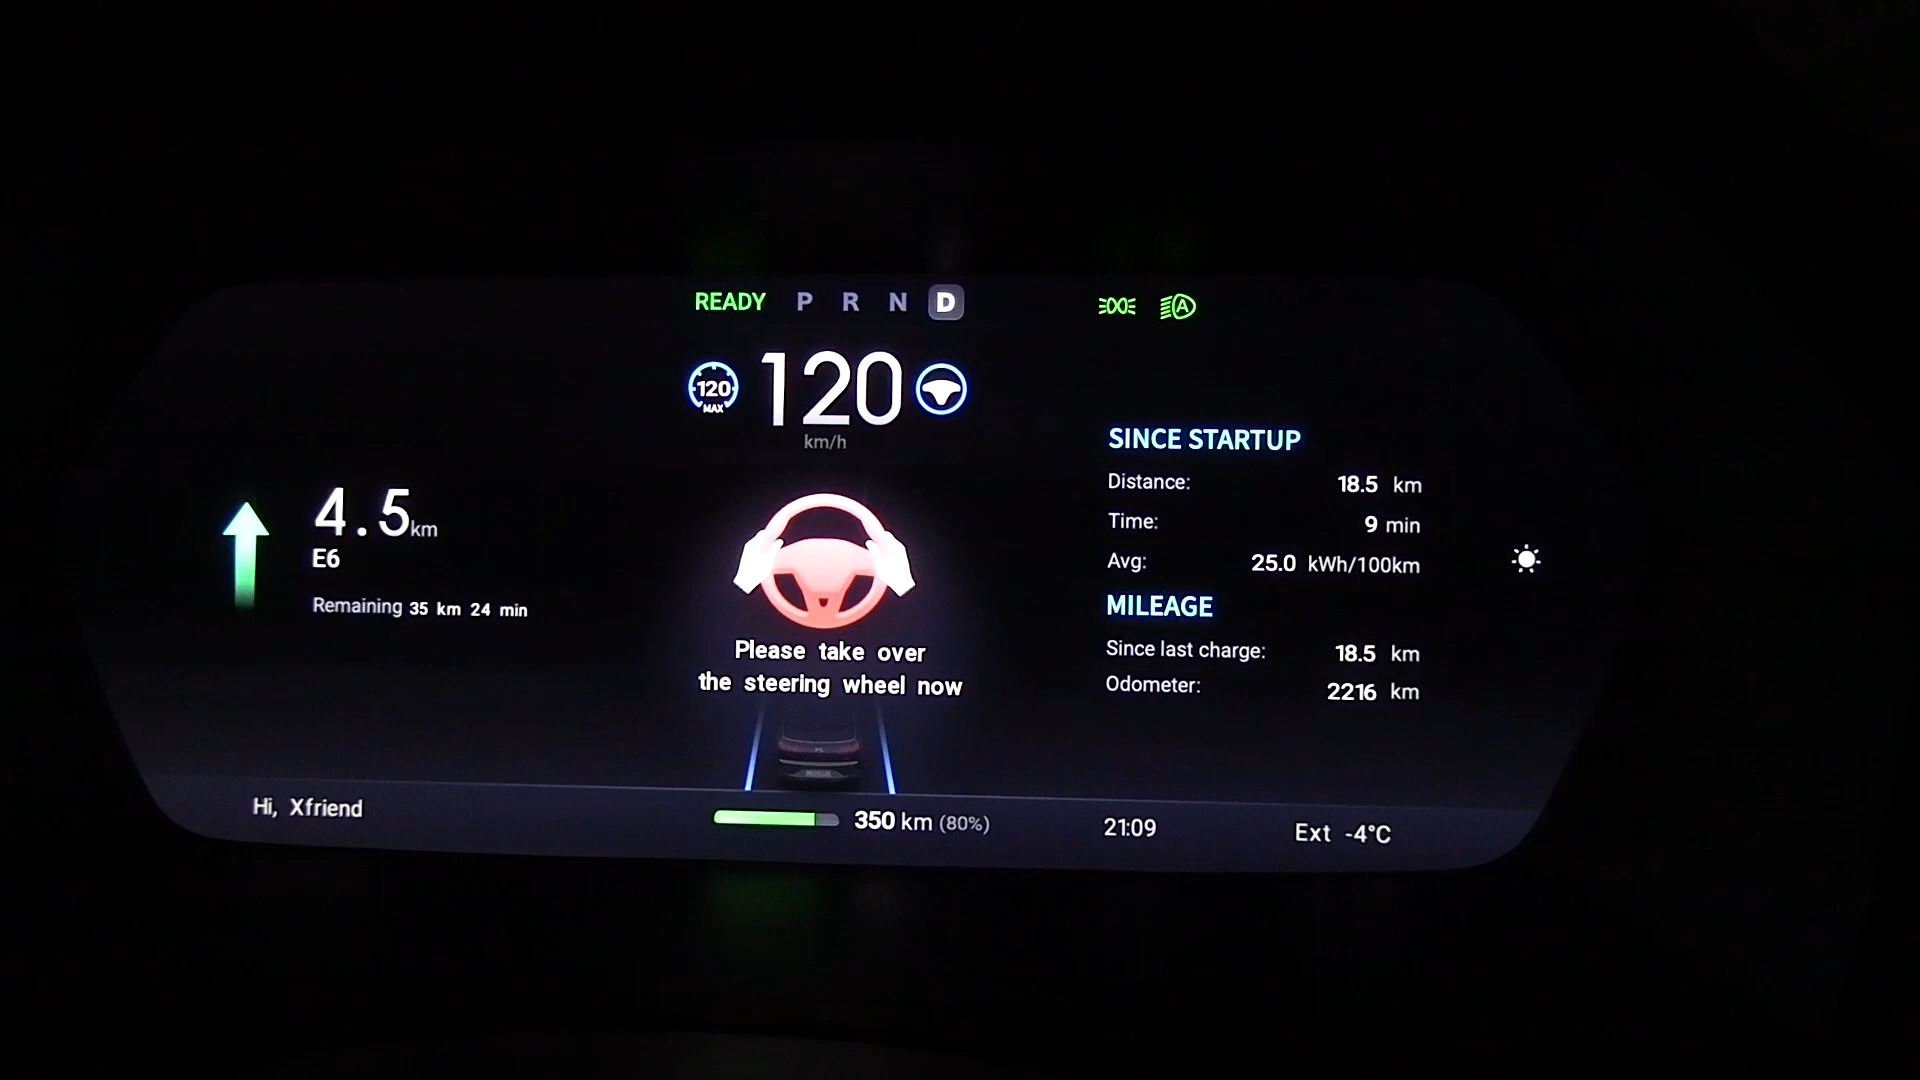 READY P R N D
120 MAX
120
km/h
4.5 km
E6
Remaining 35 km 24 min
Please take over
the steering wheel now
SINCE STARTUP
Distance: 18.5 km
Time: 9 min
Avg: 25.0 kWh/100km
MILEAGE
Since last charge: 18.5 km
Odometer: 2216 km
Hi, Xfriend
350 km (80%)
21:09
Ext -4°C